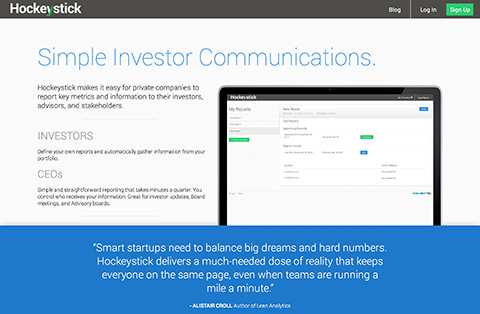 Hockeystick
Blog
Log In
Sign Up
Simple Investor Communications.
Hockeystick makes it easy for private companies to
report key metrics and information to their investors,
advisors, and stakeholders.
INVESTORS
Define your own reports and automatically gather information from your
portfolio.
CEOs
Simple and straightforward reporting that takes minutes a quarter. You
control who receives your information. Great for investor updates, Board
meetings, and Advisory boards.
Hockeystick
My Reports
"Smart startups need to balance big dreams and hard numbers.
Hockeystick delivers a much-needed dose of reality that keeps
everyone on the same page, even when teams are running a
mile a minute."
- ALISTAIR CROLL Author of Lean Analytics